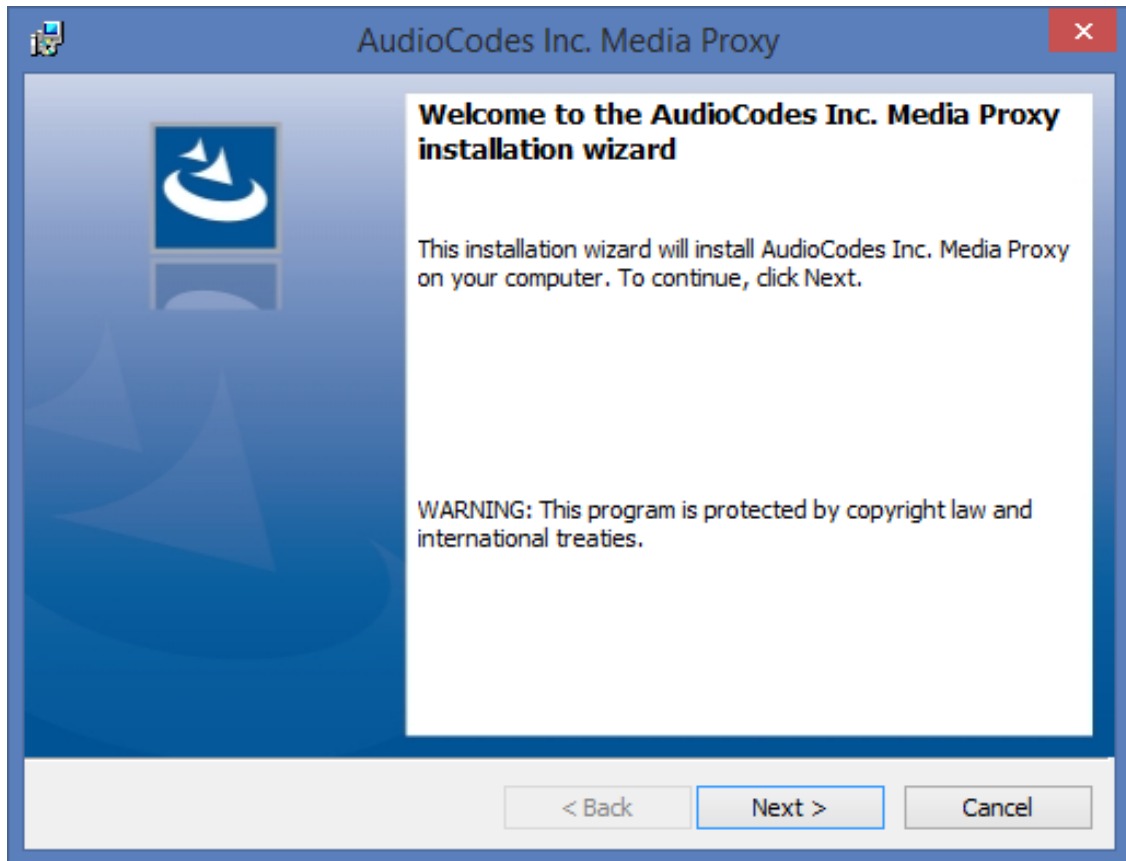 AudioCodes Inc. Media Proxy
Welcome to the AudioCodes Inc. Media Proxy
installation wizard
This installation wizard will install AudioCodes Inc. Media Proxy
on your computer. To continue, click Next.
WARNING: This program is protected by copyright law and
international treaties.
< Back
Next >
Cancel